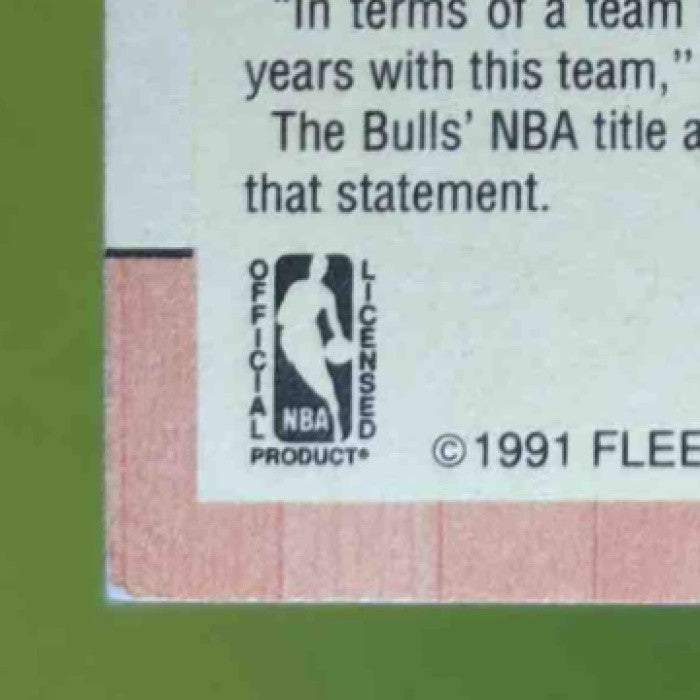 "In terms of a team
years with this team,"
The Bulls' NBA title a
that statement.
OFFICIAL
LICENSED
NBA
PRODUCT®
©1991 FLEE